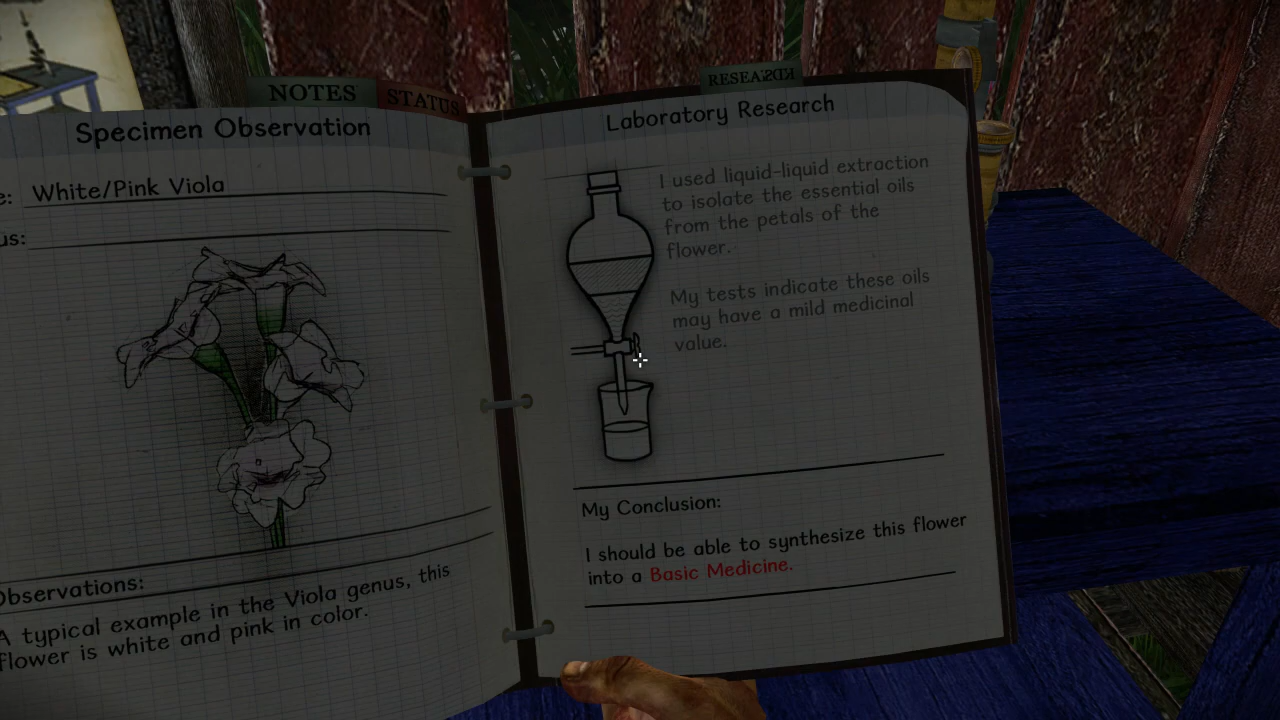 NOTES
STATUS
RESEARCH
Specimen Observation
e: White/Pink Viola
us:
Observations:
A typical example in the Viola genus, this
flower is white and pink in color.
Laboratory Research
I used liquid-liquid extraction
to isolate the essential oils
from the petals of the
flower.
My tests indicate these oils
may have a mild medicinal
value.
My Conclusion:
I should be able to synthesize this flower
into a Basic Medicine.